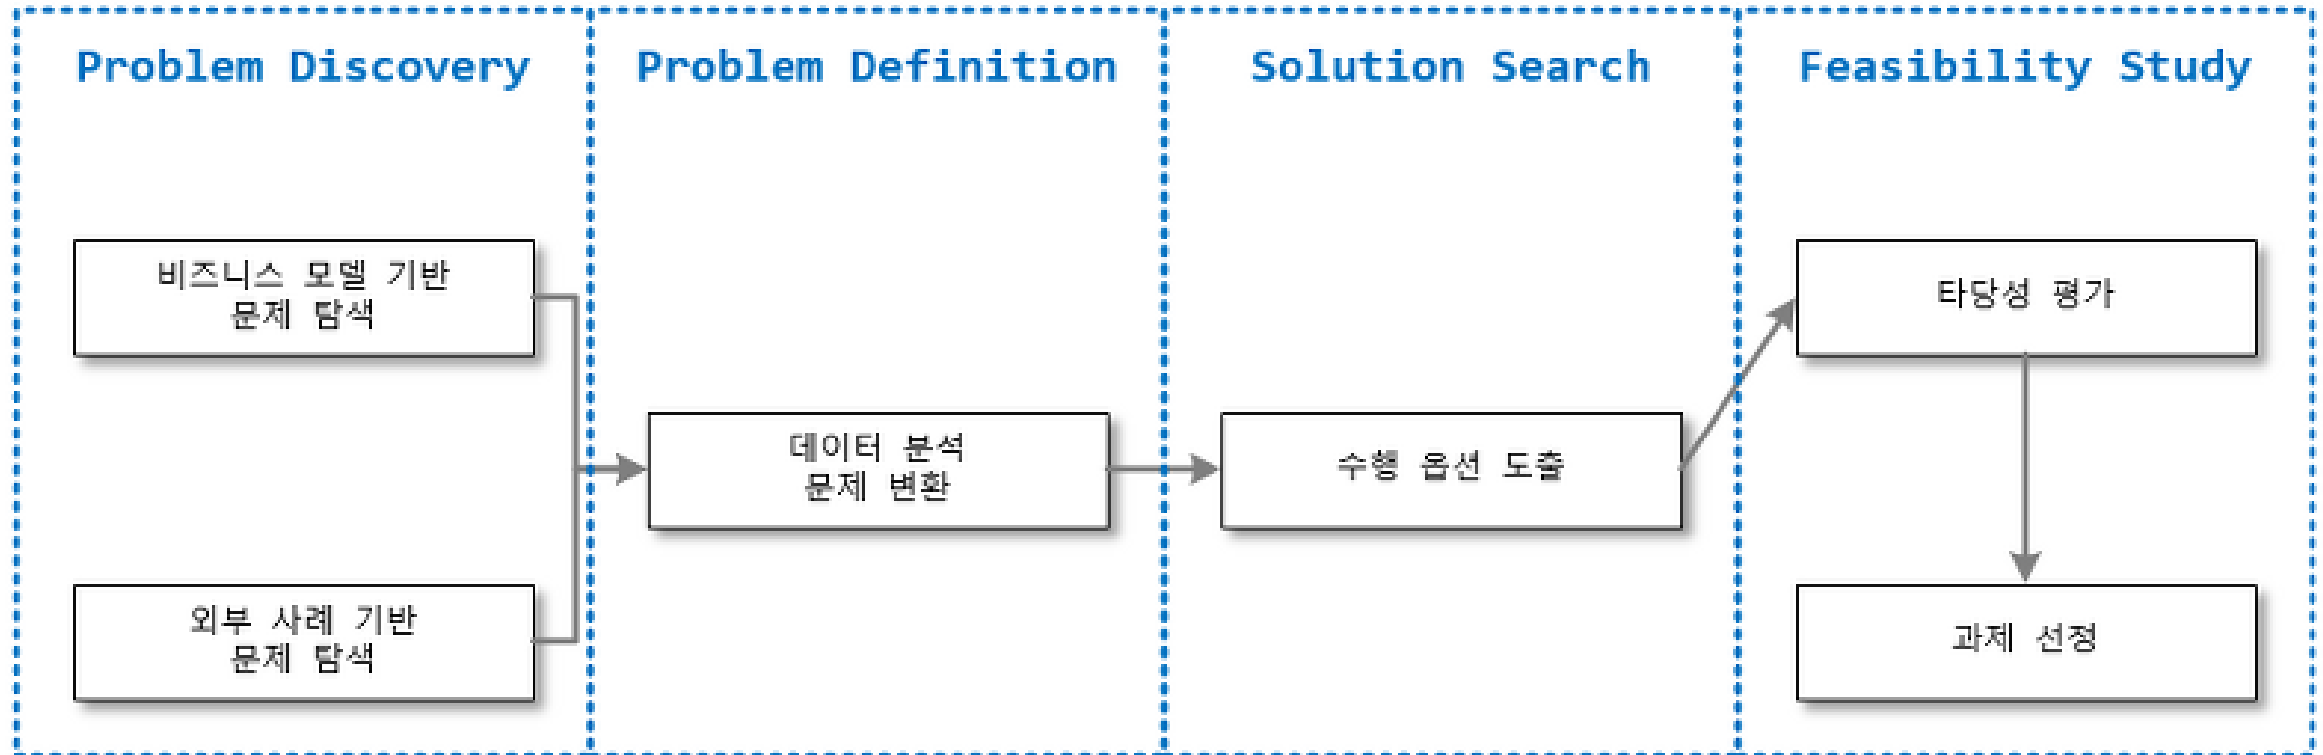 Problem Discovery
Problem Definition
Solution Search
Feasibility Study
비즈니스 모델 기반
문제 탐색
외부 사례 기반
문제 탐색
데이터 분석
문제 변환
수행 옵션 도출
타당성 평가
과제 선정